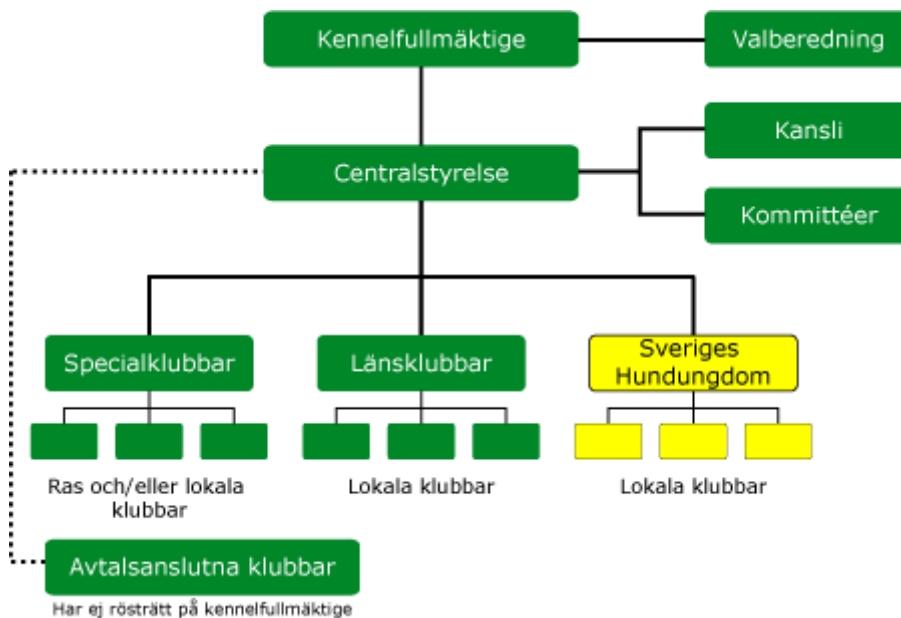 Kennelfullmäktige
Valberedning
Kansli
Centralstyrelse
Kommittéer
Specialklubbar
Länsklubbar
Sveriges
Hundungdom
Ras och/eller lokala
klubbar
Lokala klubbar
Lokala klubbar
Avtalsanslutna klubbar
Har ej rösträtt på kennelfullmäktige